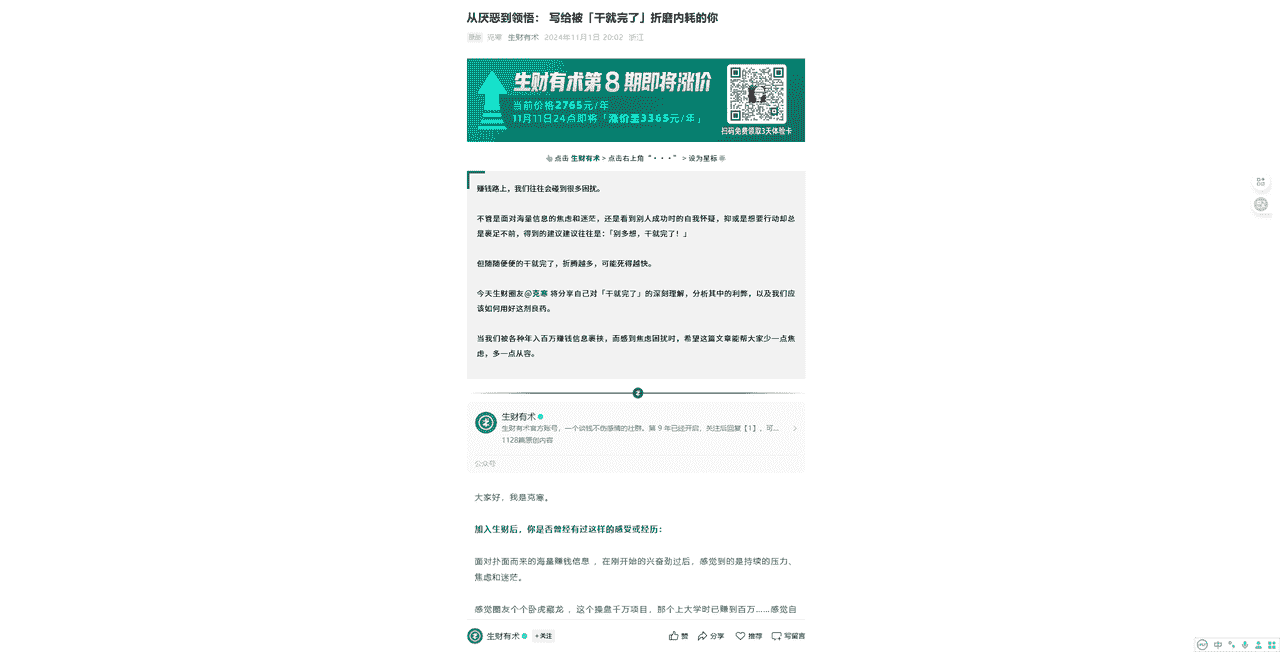 从厌恶到领悟： 写给被「干就完了」折磨内耗的你
原创 克寒 生财有术 2024年11月1日 20:02 浙江
生财有术第8期即将涨价
当前价格2765元/年
11月11日24点即将「涨价至3365元/年」
扫码免费领取3天体验卡
点击 生财有术 > 点击右上角 “···” > 设为星标
赚钱路上，我们往往会碰到很多困扰。
不管是面对海量信息的焦虑和迷茫，还是看到别人成功时的自我怀疑，抑或是想要行动却总
是裹足不前，得到的建议建议往往是：「别多想，干就完了！」
但随随便便的干就完了，折腾越多，可能死得越快。
今天生财圈友@克寒 将分享自己对「干就完了」的深刻理解，分析其中的利弊，以及我们应
该如何用好这剂良药。
当我们被各种年入百万赚钱信息裹挟，而感到焦虑困扰时，希望这篇文章能帮大家少一点焦
虑，多一点从容。
生财有术
生财有术官方账号，一个谈钱不伤感情的社群。第 9 年已经开启，关注后回复【1】，可...
1128篇原创内容
公众号
大家好，我是克寒。
加入生财后，你是否曾经有过这样的感受或经历：
面对扑面而来的海量赚钱信息 ，在刚开始的兴奋劲过后，感觉到的是持续的压力、
焦虑和迷茫。
感觉圈友个个卧虎藏龙 ，这个操盘千万项目，那个上大学时已赚到百万......感觉自
生财有术 +关注 赞 分享 推荐 写留言
中